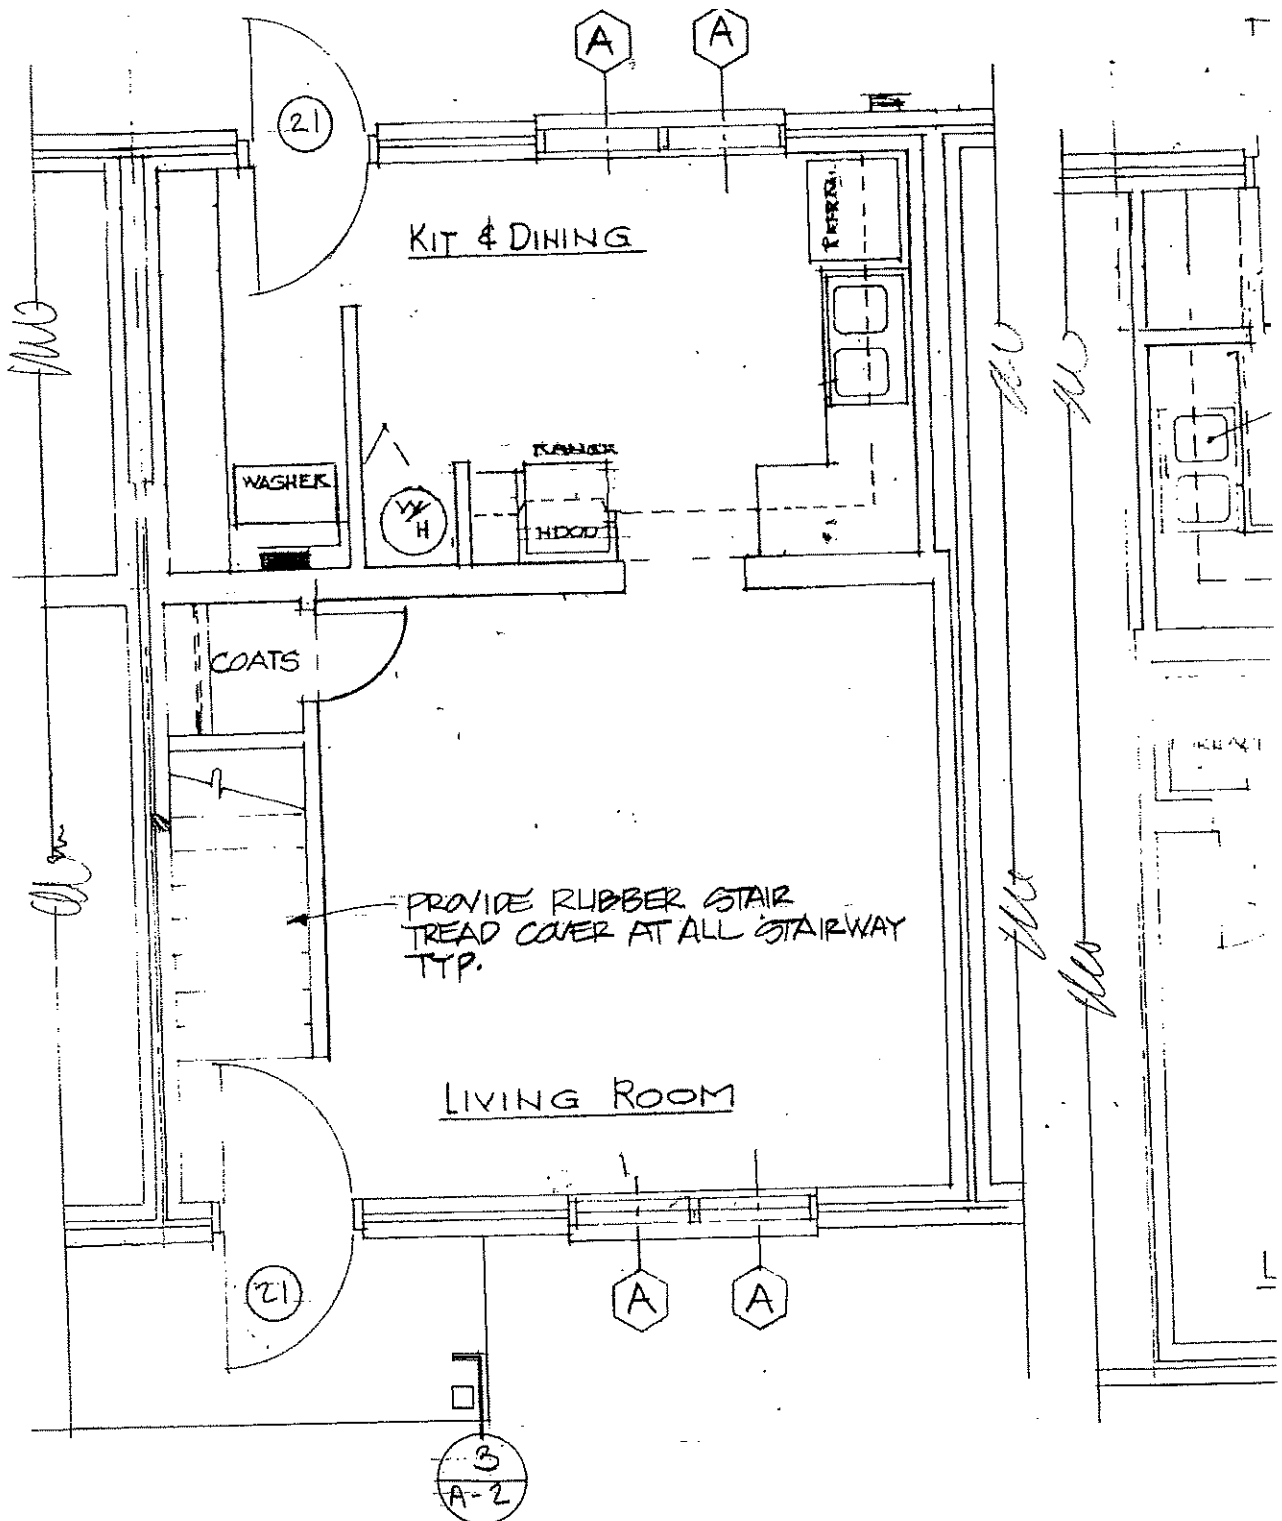 A
A
21
KIT & DINING
REFRIG.
RANGE
WASHER
W/H
HOOD
COATS
PROVIDE RUBBER STAIR
TREAD COVER AT ALL STAIRWAY
TYP.
LIVING ROOM
21
A
A
3
A-2
L